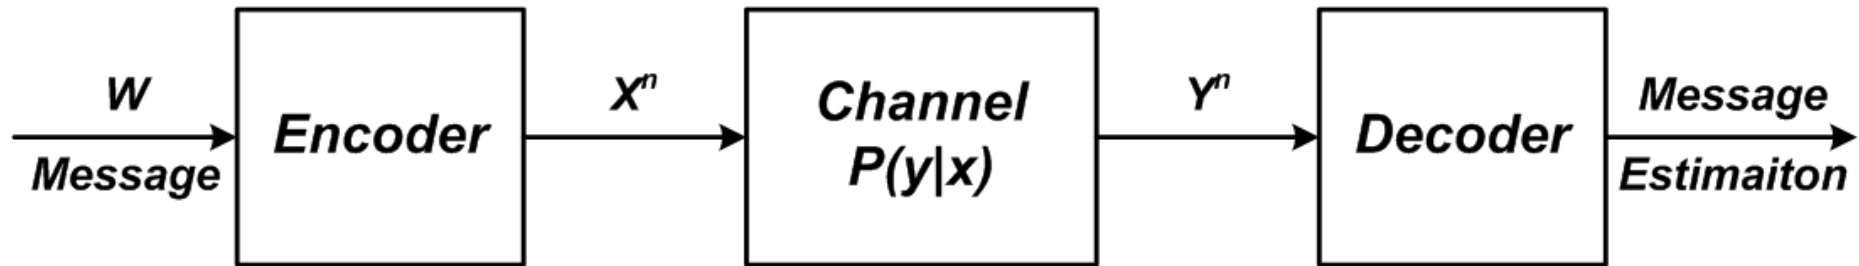 W
Message
Encoder
Xⁿ
Channel
P(y|x)
Yⁿ
Decoder
Message
Estimaiton